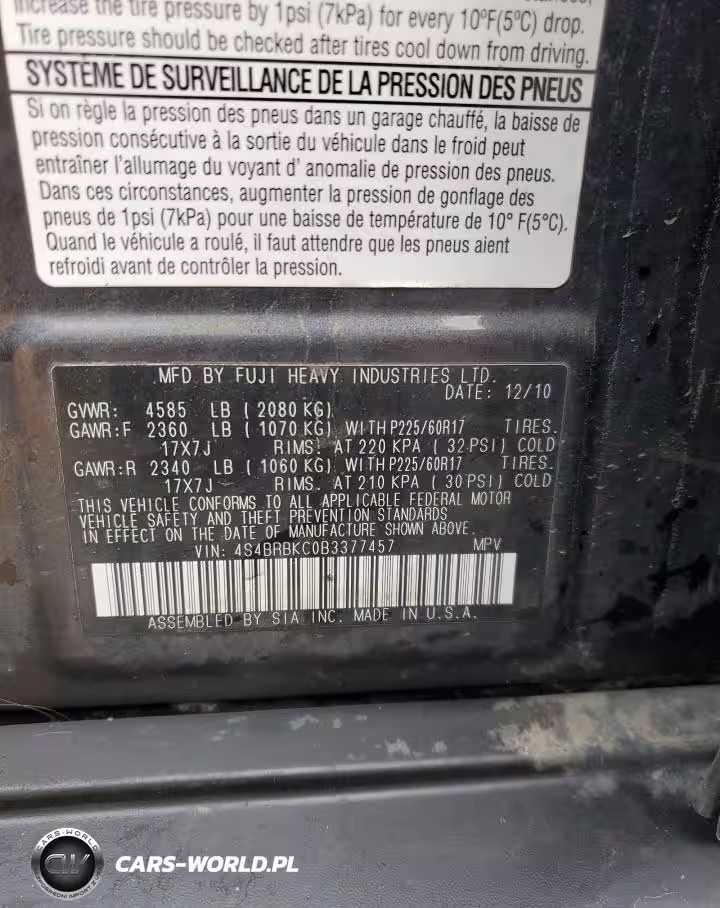 increase the tire pressure by 1psi (7kPa) for every 10°F(5°C) drop.
Tire pressure should be checked after tires cool down from driving.
SYSTÈME DE SURVEILLANCE DE LA PRESSION DES PNEUS
Si on règle la pression des pneus dans un garage chauffé, la baisse de
pression consécutive à la sortie du véhicule dans le froid peut
entraîner l'allumage du voyant d' anomalie de pression des pneus.
Dans ces circonstances, augmenter la pression de gonflage des
pneus de 1psi (7kPa) pour une baisse de température de 10° F(5°C).
Quand le véhicule a roulé, il faut attendre que les pneus aient
refroidi avant de contrôler la pression.
MFD BY FUJI HEAVY INDUSTRIES LTD.
DATE: 12/10
GVWR: 4585 LB ( 2080 KG)
GAWR:F 2360 LB ( 1070 KG) WITH P225/60R17 TIRES.
17X7J RIMS. AT 220 KPA ( 32 PSI) COLD
GAWR:R 2340 LB ( 1060 KG) WITH P225/60R17 TIRES.
17X7J RIMS. AT 210 KPA ( 30 PSI) COLD
THIS VEHICLE CONFORMS TO ALL APPLICABLE FEDERAL MOTOR
VEHICLE SAFETY AND THEFT PREVENTION STANDARDS
IN EFFECT ON THE DATE OF MANUFACTURE SHOWN ABOVE.
VIN: 4S4BRBKC0B3377457 MPV
ASSEMBLED BY SIA INC. MADE IN U.S.A.
CARS-WORLD
CW
CARS-WORLD.PL